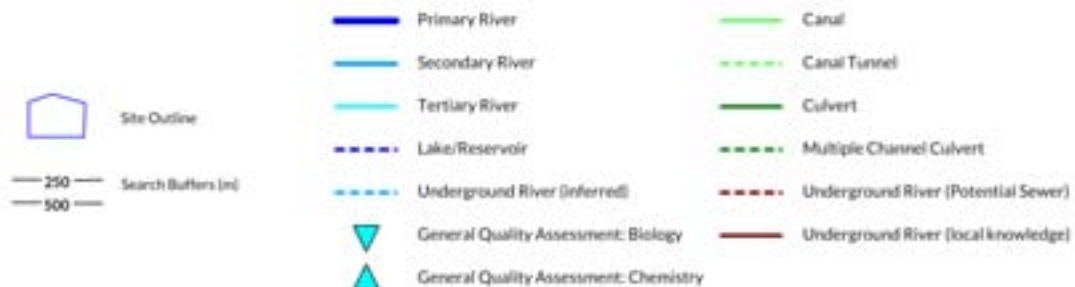 Primary River
Secondary River
Tertiary River
Lake/Reservoir
Underground River (inferred)
General Quality Assessment: Biology
General Quality Assessment: Chemistry
Canal
Canal Tunnel
Culvert
Multiple Channel Culvert
Underground River (Potential Sewer)
Underground River (local knowledge)
Site Outline
250
500
Search Buffers (m)